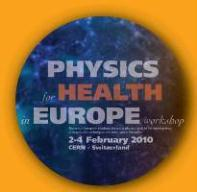 PHYSICS
for HEALTH
in EUROPE workshop
2-4 February 2010
CERN - Switzerland